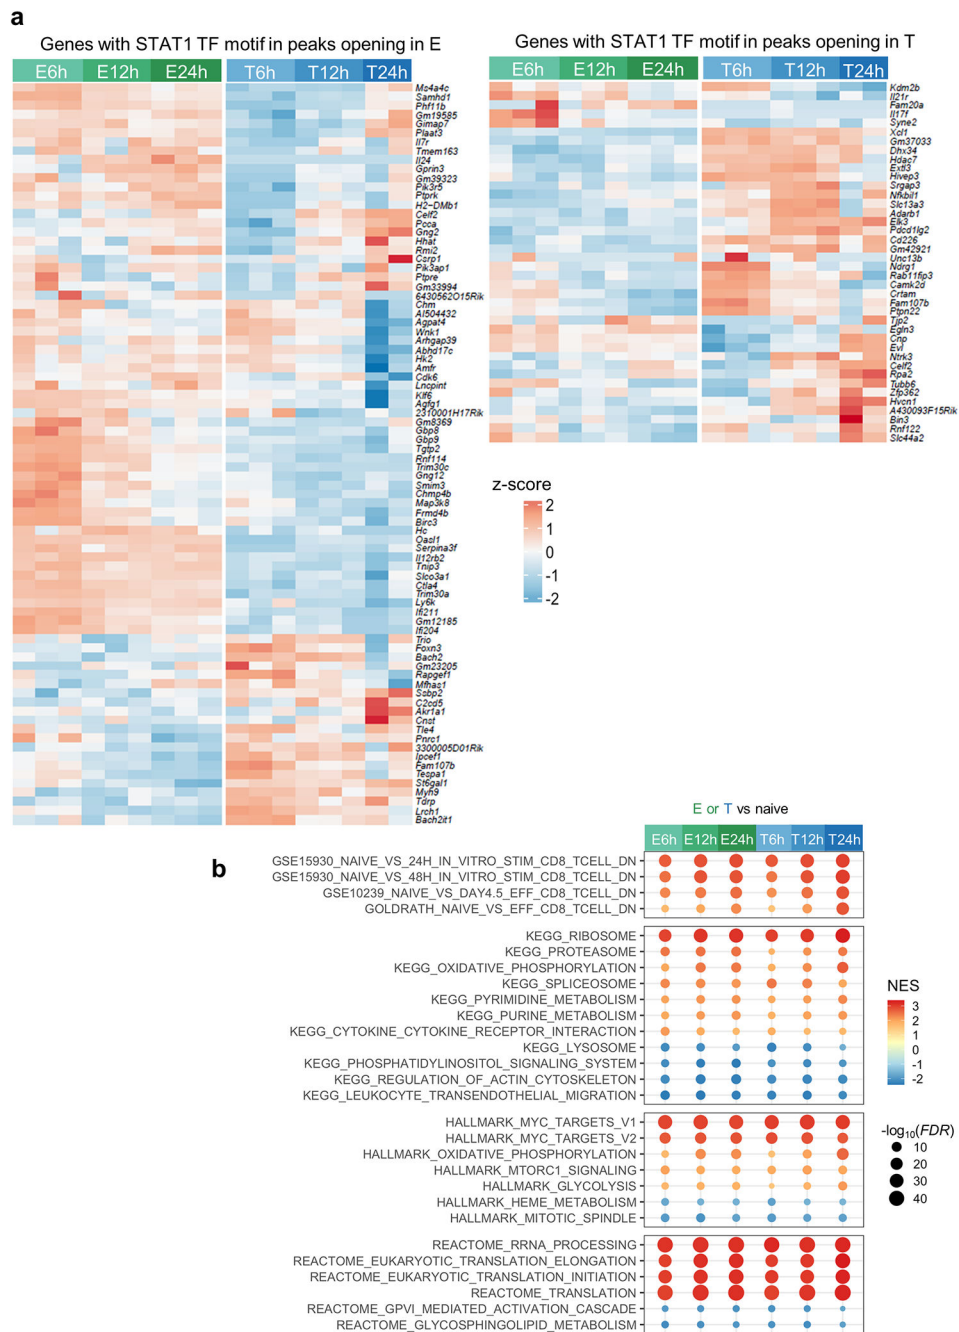 a
Genes with STAT1 TF motif in peaks opening in E
E6h E12h E24h T6h T12h T24h
Ms4a4c
Samhd1
Phf11b
Gm19585
Gimap7
Plaat3
Il7r
Tmem163
Il24
Gprin3
Gm39323
Pik3r5
Ptprk
H2-DMb1
Celf2
Pcca
Gng2
Hhat
Rmi2
Csrp1
Pik3ap1
Ptpre
Gm33994
6430562O15Rik
Chm
AI504432
Agpat4
Wnk1
Arhgap39
Abhd17c
Hk2
Amfr
Cdk6
Lncpint
Klf6
Agfg1
2310001H17Rik
Gm8369
Gbp8
Gbp9
Tgtp2
Rnf114
Trim30c
Gng12
Smim3
Chmp4b
Map3k8
Frmd4b
Birc3
Hc
Oasl1
Serpina3f
Il12rb2
Tnip3
Slco3a1
Ctla4
Trim30a
Ly6k
Ifi211
Gm12185
Ifi204
Trio
Foxn3
Bach2
Gm23205
Rapgef1
Mfhas1
Ssbp2
C2cd5
Akr1a1
Cnst
Tle4
Pnrc1
3300005D01Rik
Ipcef1
Fam107b
Tespa1
St6gal1
Myh9
Tdrp
Lrch1
Bach2it1
Genes with STAT1 TF motif in peaks opening in T
E6h E12h E24h T6h T12h T24h
Kdm2b
Il21r
Fam20a
Il17f
Syne2
Xcl1
Gm37033
Dhx34
Hdac7
Extl3
Hivep3
Srgap3
Nfkbil1
Slc13a3
Adarb1
Elk3
Pdcd1lg2
Cd226
Gm42921
Unc13b
Ndrg1
Rab11fip3
Camk2d
Crtam
Fam107b
Ptpn22
Tjp2
Egln3
Cnp
Evl
Ntrk3
Celf2
Rpa2
Tubb6
Zfp362
Hvcn1
A430093F15Rik
Bin3
Rnf122
Slc44a2
z-score
2
1
0
-1
-2
b
E or T vs naive
E6h E12h E24h T6h T12h T24h
GSE15930_NAIVE_VS_24H_IN_VITRO_STIM_CD8_TCELL_DN
GSE15930_NAIVE_VS_48H_IN_VITRO_STIM_CD8_TCELL_DN
GSE10239_NAIVE_VS_DAY4.5_EFF_CD8_TCELL_DN
GOLDRATH_NAIVE_VS_EFF_CD8_TCELL_DN
KEGG_RIBOSOME
KEGG_PROTEASOME
KEGG_OXIDATIVE_PHOSPHORYLATION
KEGG_SPLICEOSOME
KEGG_PYRIMIDINE_METABOLISM
KEGG_PURINE_METABOLISM
KEGG_CYTOKINE_CYTOKINE_RECEPTOR_INTERACTION
KEGG_LYSOSOME
KEGG_PHOSPHATIDYLINOSITOL_SIGNALING_SYSTEM
KEGG_REGULATION_OF_ACTIN_CYTOSKELETON
KEGG_LEUKOCYTE_TRANSENDOTHELIAL_MIGRATION
HALLMARK_MYC_TARGETS_V1
HALLMARK_MYC_TARGETS_V2
HALLMARK_OXIDATIVE_PHOSPHORYLATION
HALLMARK_MTORC1_SIGNALING
HALLMARK_GLYCOLYSIS
HALLMARK_HEME_METABOLISM
HALLMARK_MITOTIC_SPINDLE
REACTOME_RRNA_PROCESSING
REACTOME_EUKARYOTIC_TRANSLATION_ELONGATION
REACTOME_EUKARYOTIC_TRANSLATION_INITIATION
REACTOME_TRANSLATION
REACTOME_GPVI_MEDIATED_ACTIVATION_CASCADE
REACTOME_GLYCOSPHINGOLIPID_METABOLISM
NES
3
2
1
0
-1
-2
-log10(FDR)
10
20
30
40